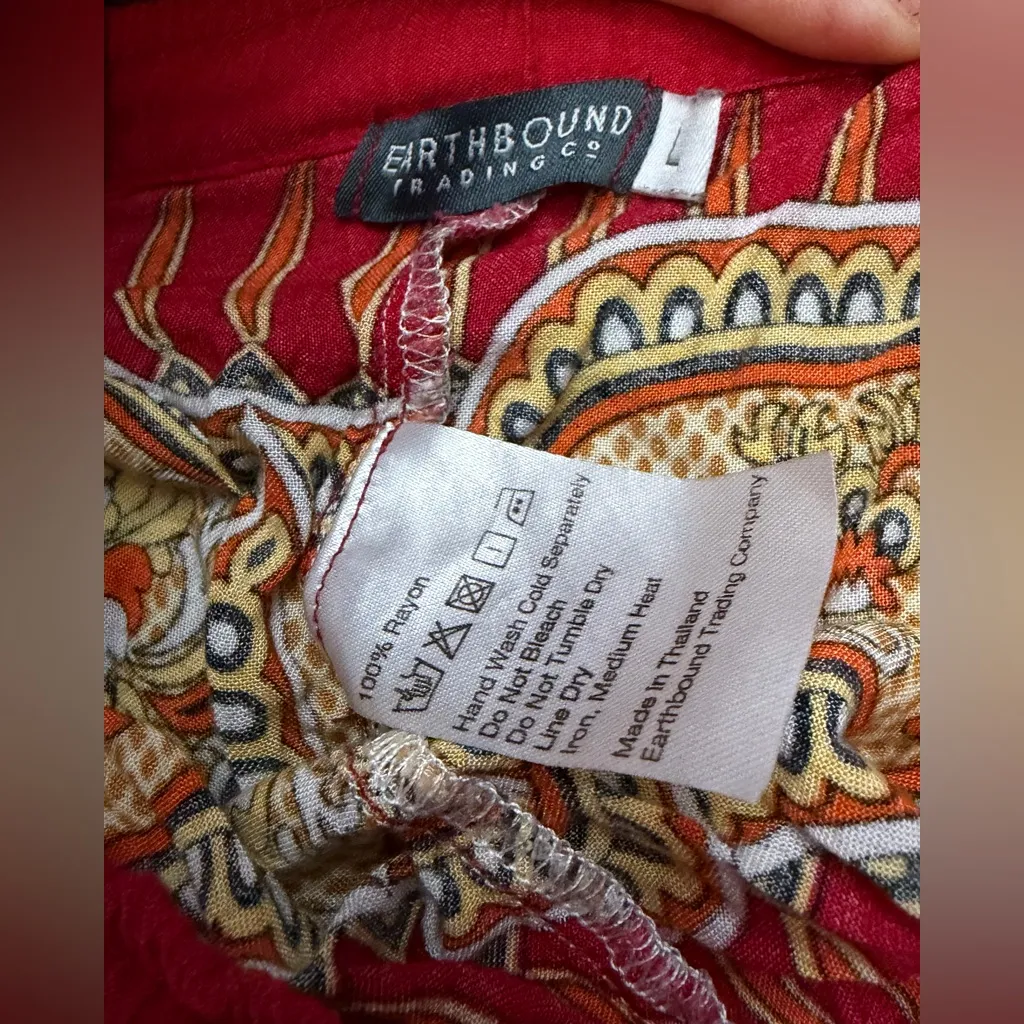 EARTHBOUND
TRADING Co
L
100% Rayon
Hand Wash Cold Separately
Do Not Bleach
Do Not Tumble Dry
Line Dry
Iron, Medium Heat
Made in Thailand
Earthbound Trading Company